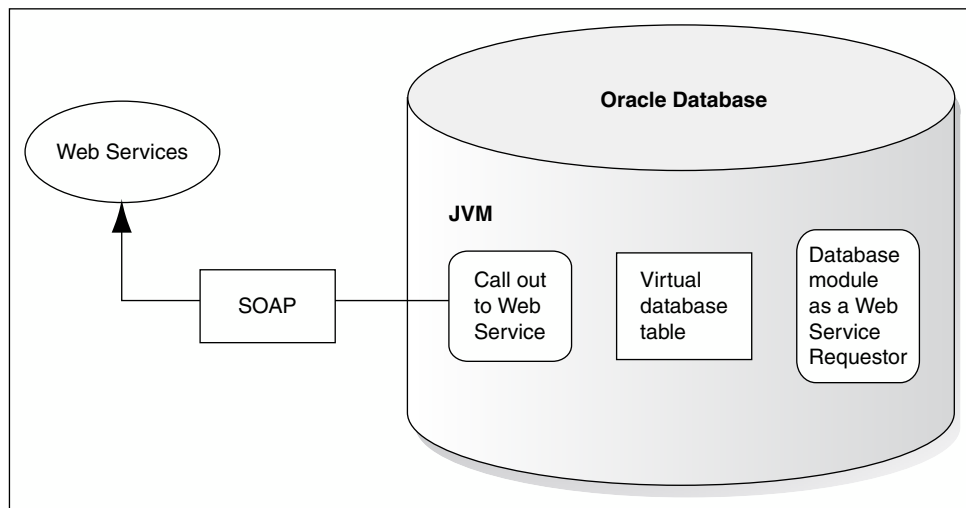 Oracle Database
Web Services
JVM
SOAP
Call out
to Web
Service
Virtual
database
table
Database
module
as a Web
Service
Requestor